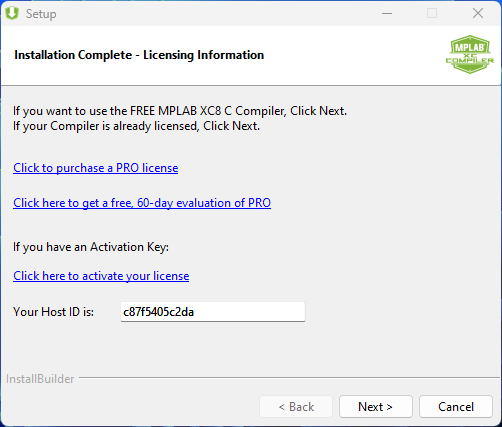 Setup
Installation Complete - Licensing Information
MPLAB
XC
COMPILER
If you want to use the FREE MPLAB XC8 C Compiler, Click Next.
If your Compiler is already licensed, Click Next.
Click to purchase a PRO license
Click here to get a free, 60-day evaluation of PRO
If you have an Activation Key:
Click here to activate your license
Your Host ID is: c87f5405c2da
InstallBuilder
< Back Next > Cancel